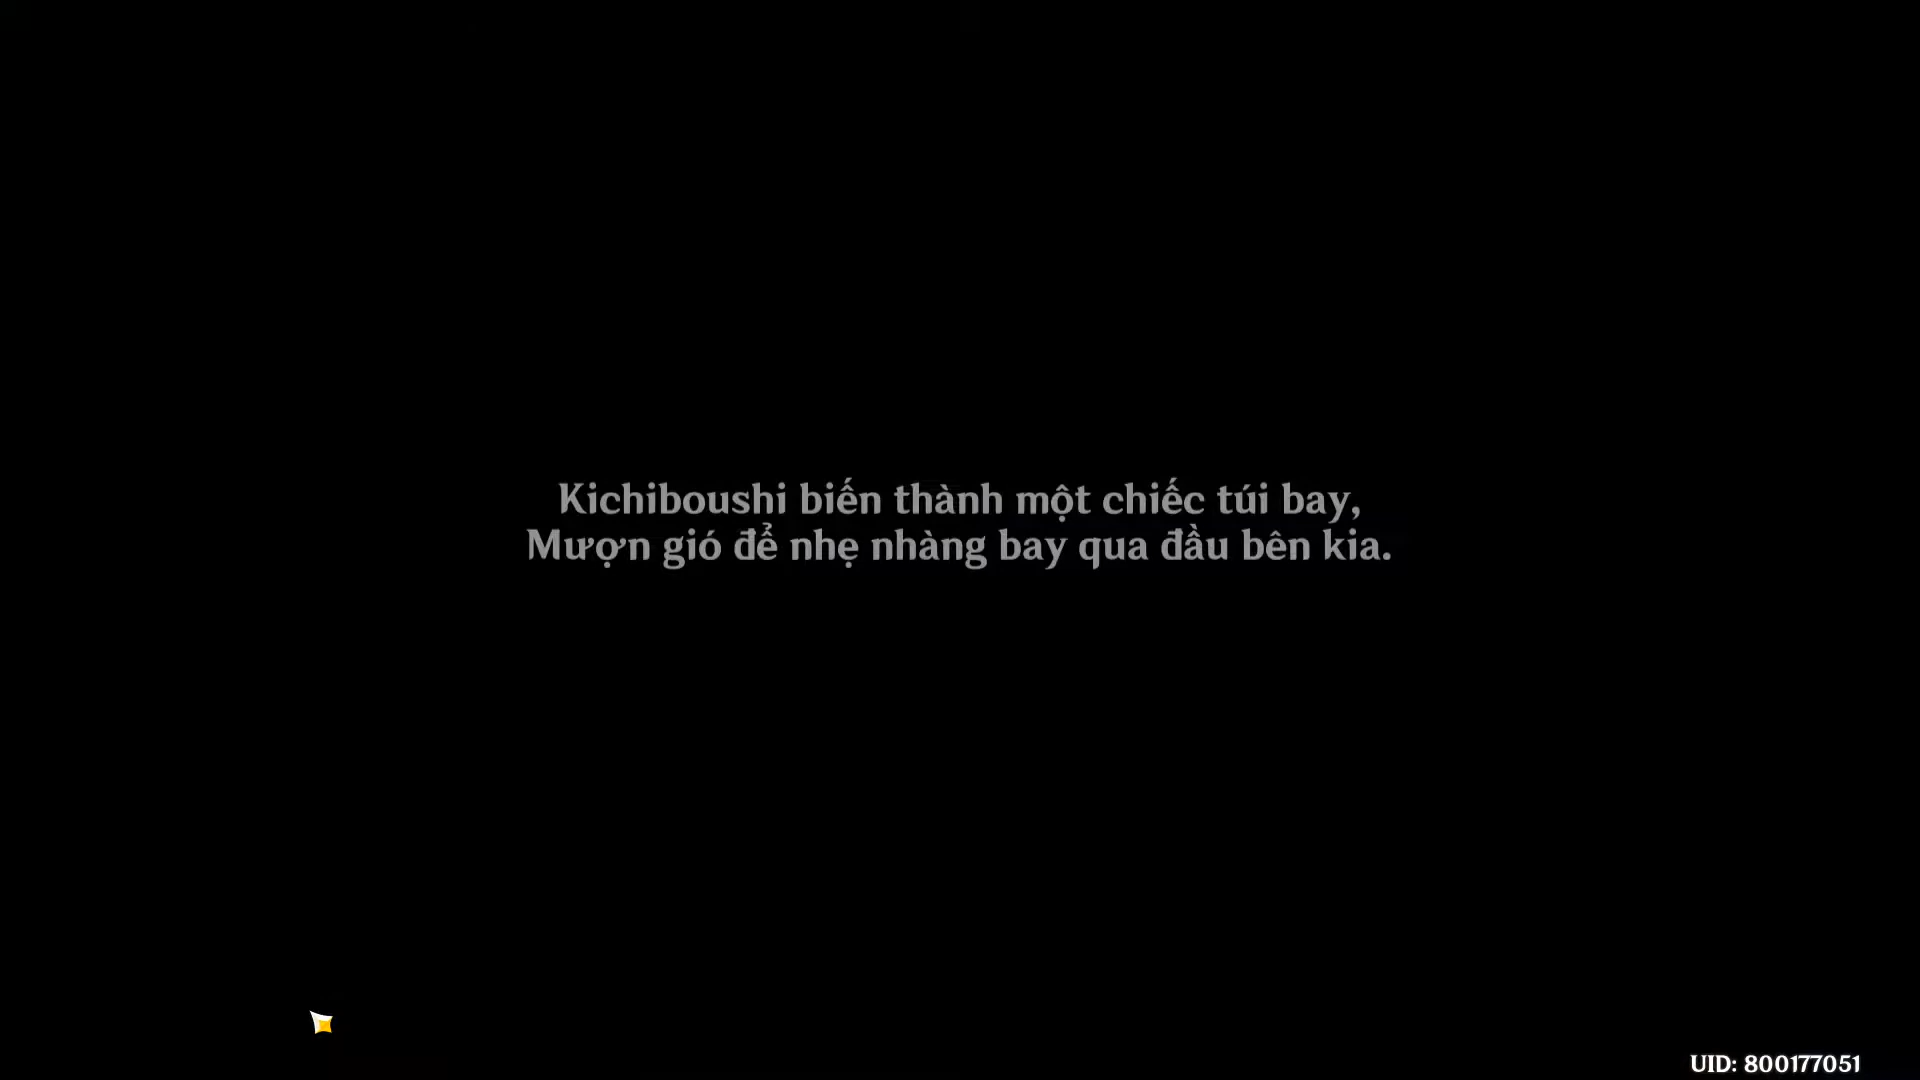 Kichiboushi biến thành một chiếc túi bay,
Mượn gió để nhẹ nhàng bay qua đầu bên kia.
UID: 800177051